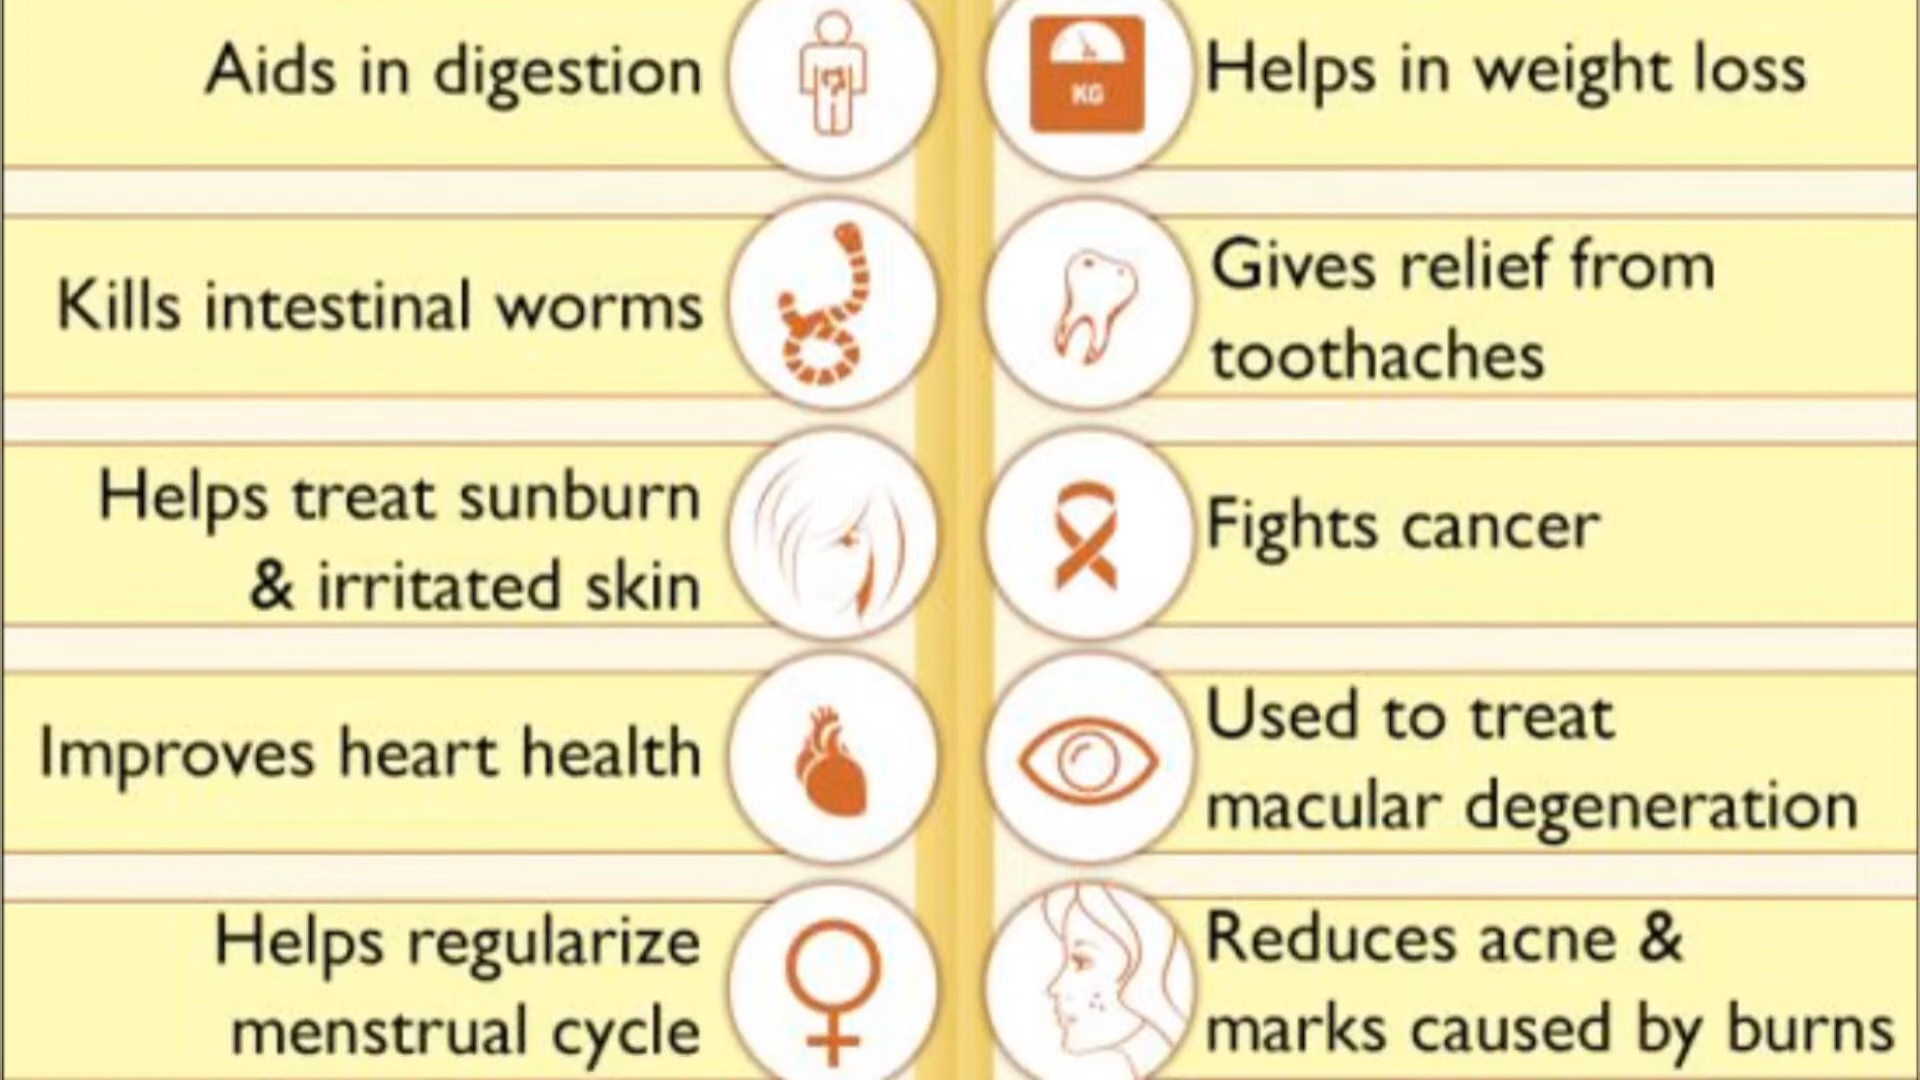 Aids in digestion
KG
Helps in weight loss
Kills intestinal worms
Gives relief from
toothaches
Helps treat sunburn
& irritated skin
Fights cancer
Improves heart health
Used to treat
macular degeneration
Helps regularize
menstrual cycle
Reduces acne &
marks caused by burns